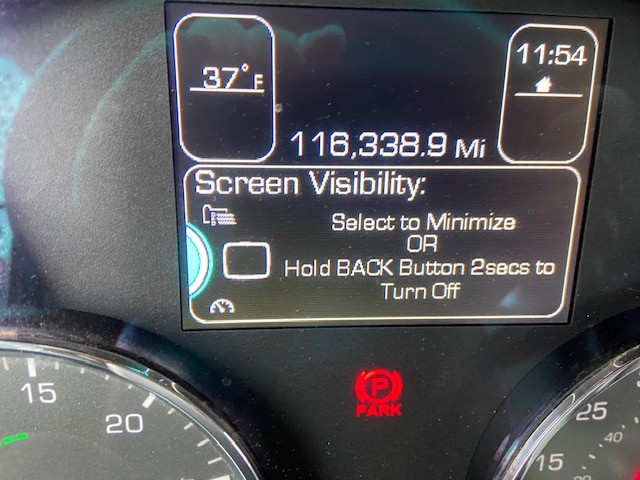 37°F
11:54
116,338.9 Mi
Screen Visibility:
Select to Minimize
OR
Hold BACK Button 2secs to
Turn Off
P
PARK
15
20
25
40
15